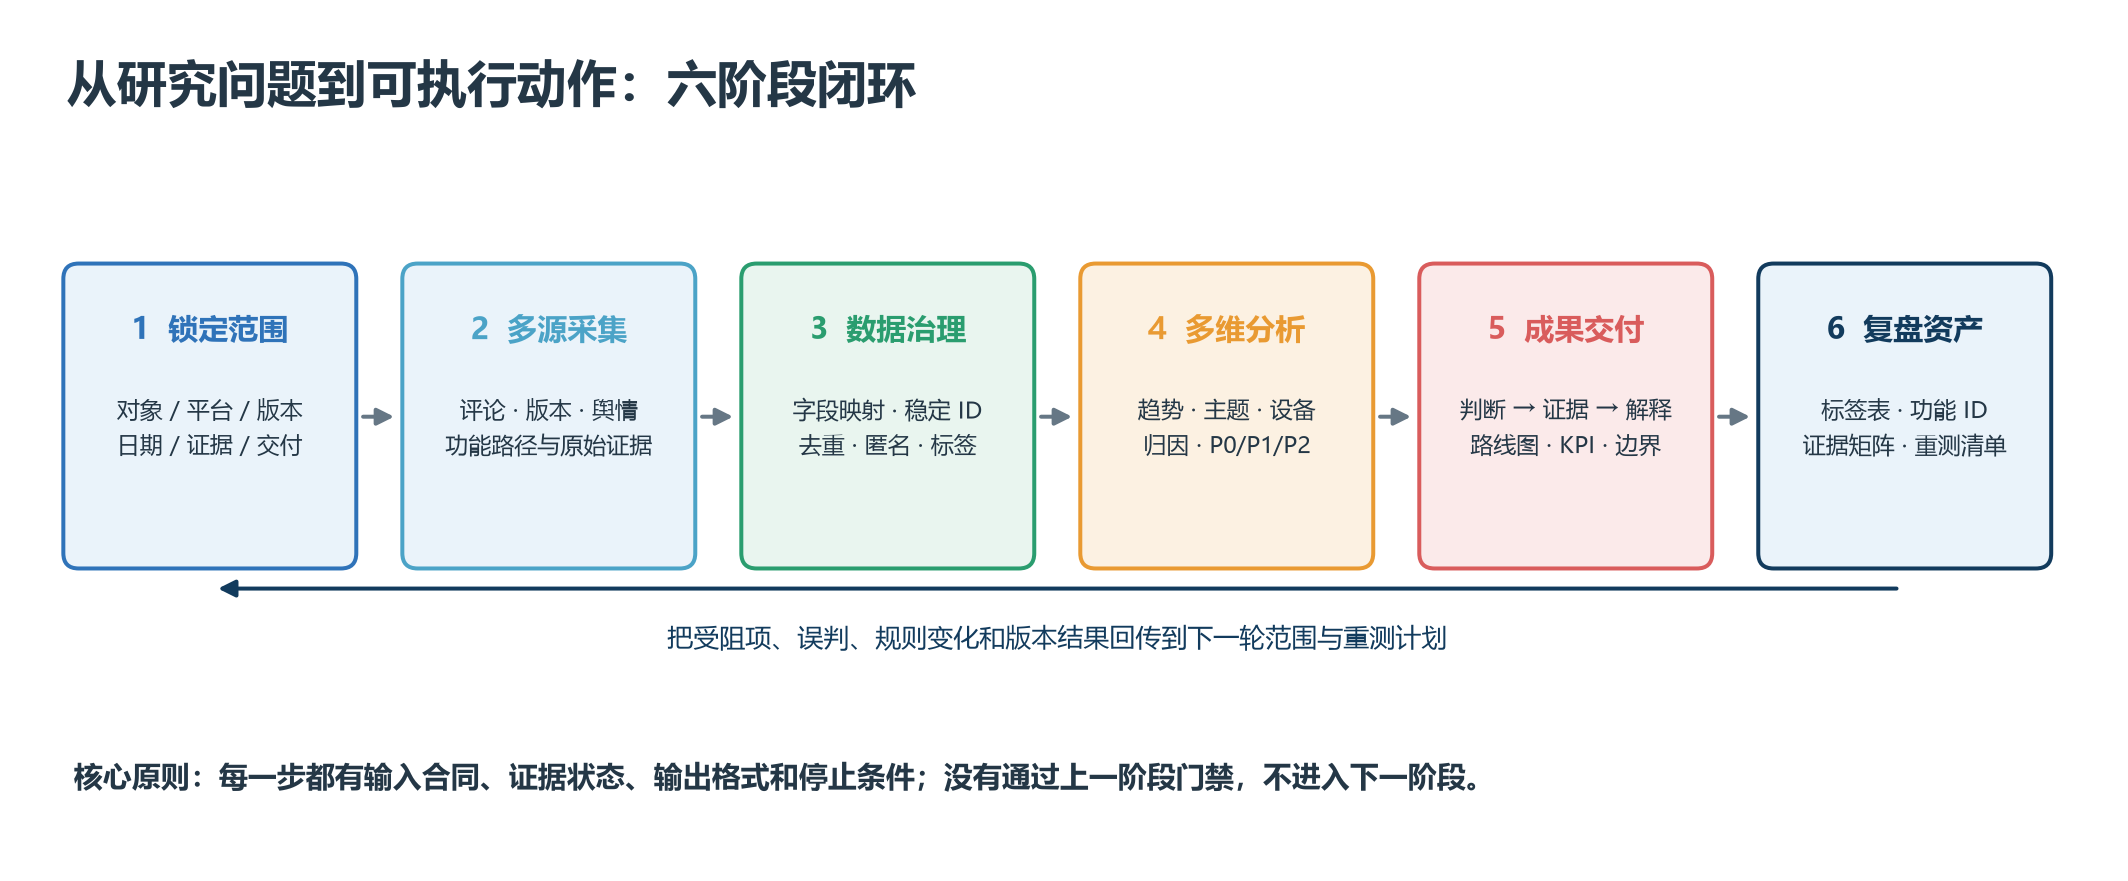 从研究问题到可执行动作：六阶段闭环
1 锁定范围
对象 / 平台 / 版本
日期 / 证据 / 交付
2 多源采集
评论 · 版本 · 舆情
功能路径与原始证据
3 数据治理
字段映射 · 稳定 ID
去重 · 匿名 · 标签
4 多维分析
趋势 · 主题 · 设备
归因 · P0/P1/P2
5 成果交付
判断 → 证据 → 解释
路线图 · KPI · 边界
6 复盘资产
标签表 · 功能 ID
证据矩阵 · 重测清单
把受阻项、误判、规则变化和版本结果回传到下一轮范围与重测计划
核心原则：每一步都有输入合同、证据状态、输出格式和停止条件；没有通过上一阶段门禁，不进入下一阶段。